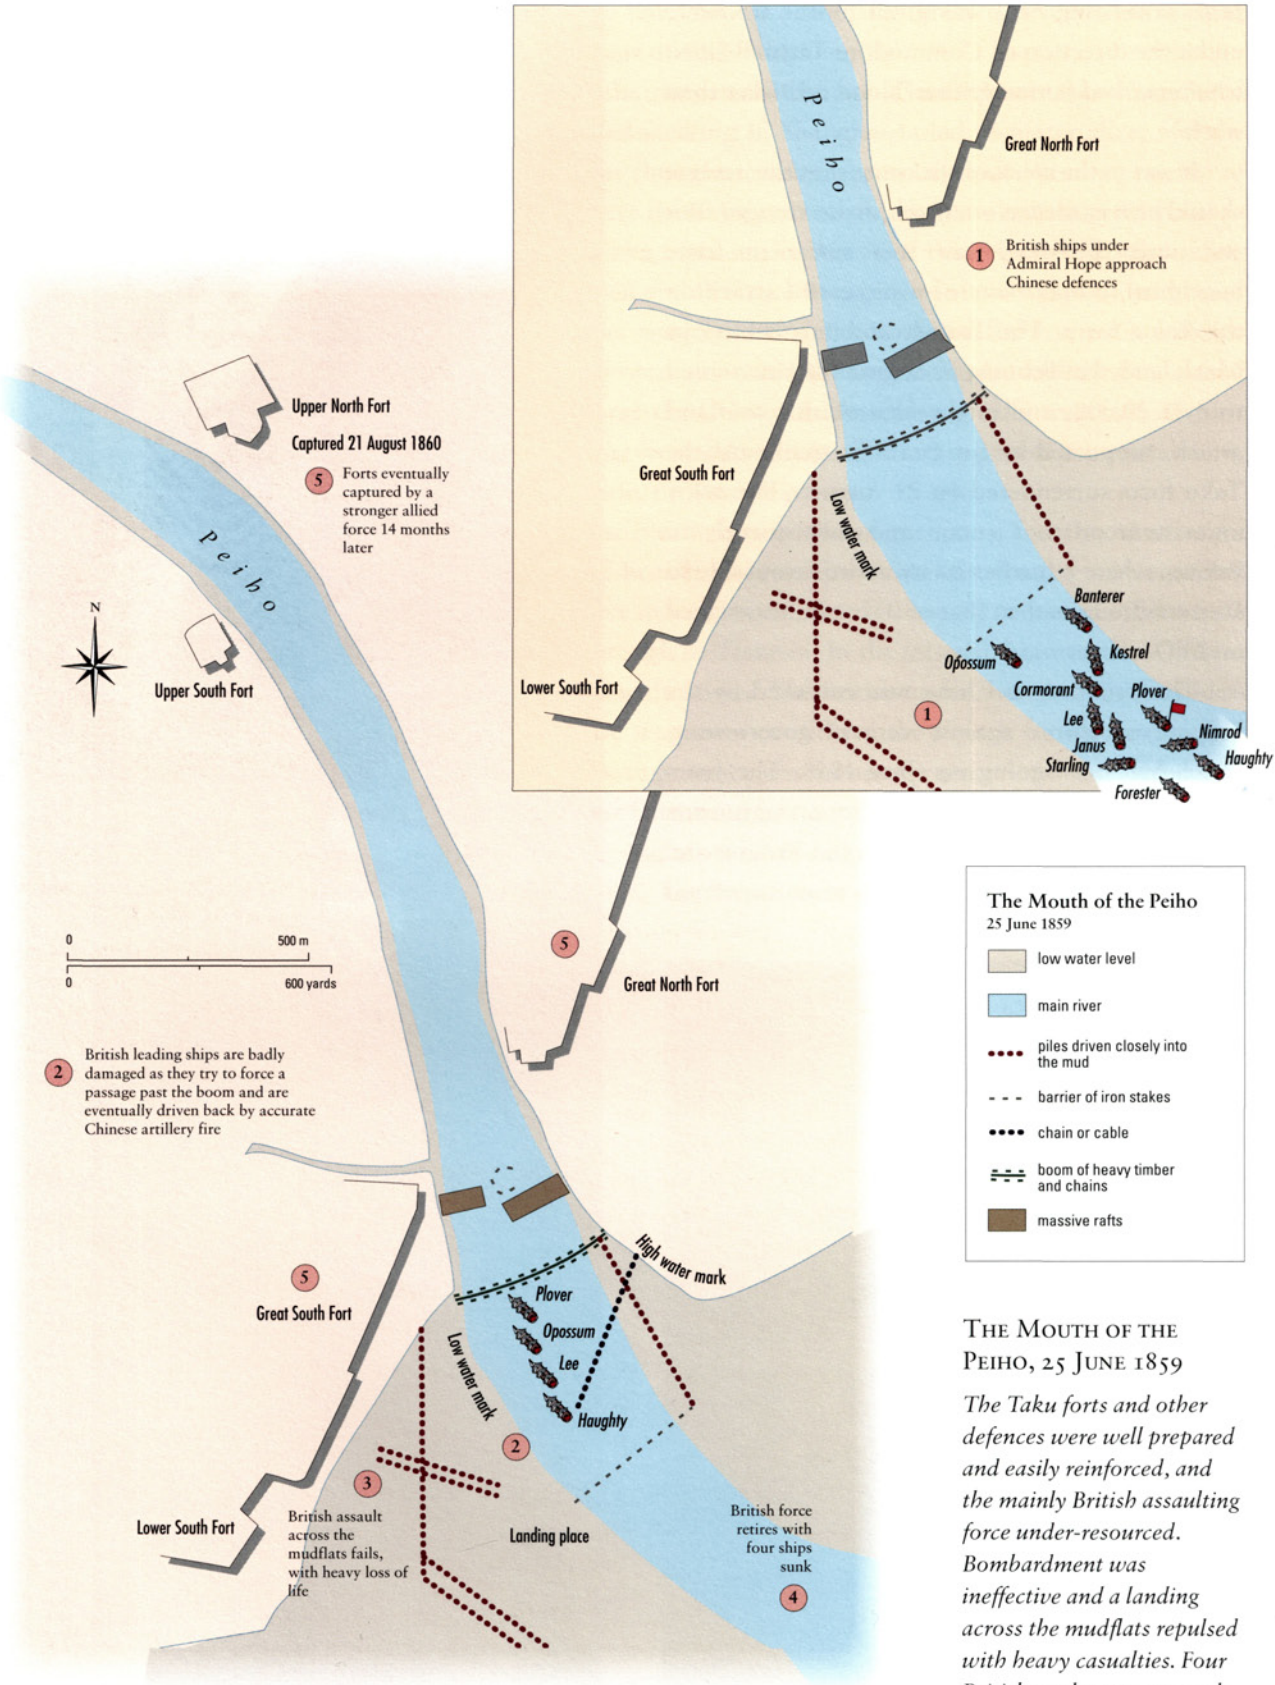 Peiho
Great North Fort
1
British ships under
Admiral Hope approach
Chinese defences
Great South Fort
Low water mark
Lower South Fort
1
Banterer
Opossum
Kestrel
Cormorant
Plover
Lee
Janus
Nimrod
Starling
Haughty
Forester
Upper North Fort
Captured 21 August 1860
5
Forts eventually
captured by a
stronger allied
force 14 months
later
Peiho
N
Upper South Fort
0
500 m
0
600 yards
5
Great North Fort
2
British leading ships are badly
damaged as they try to force a
passage past the boom and are
eventually driven back by accurate
Chinese artillery fire
5
Great South Fort
High water mark
Plover
Opossum
Lee
Haughty
Low water mark
2
3
British assault
across the
mudflats fails,
with heavy loss of
life
Lower South Fort
Landing place
British force
retires with
four ships
sunk
4
The Mouth of the Peiho
25 June 1859
low water level
main river
piles driven closely into
the mud
barrier of iron stakes
chain or cable
boom of heavy timber
and chains
massive rafts
THE MOUTH OF THE
PEIHO, 25 JUNE 1859
The Taku forts and other
defences were well prepared
and easily reinforced, and
the mainly British assaulting
force under-resourced.
Bombardment was
ineffective and a landing
across the mudflats repulsed
with heavy casualties. Four